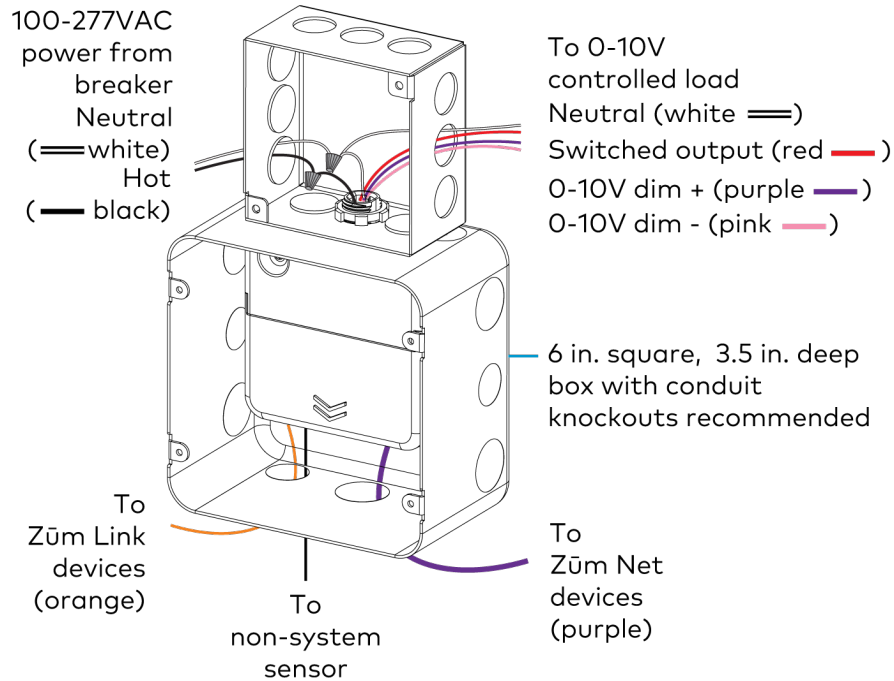 100-277VAC
power from
breaker
Neutral
(white)
Hot
(black)
To 0-10V
controlled load
Neutral (white)
Switched output (red)
0-10V dim + (purple)
0-10V dim - (pink)
6 in. square, 3.5 in. deep
box with conduit
knockouts recommended
To
Zūm Link
devices
(orange)
To
non-system
sensor
To
Zūm Net
devices
(purple)